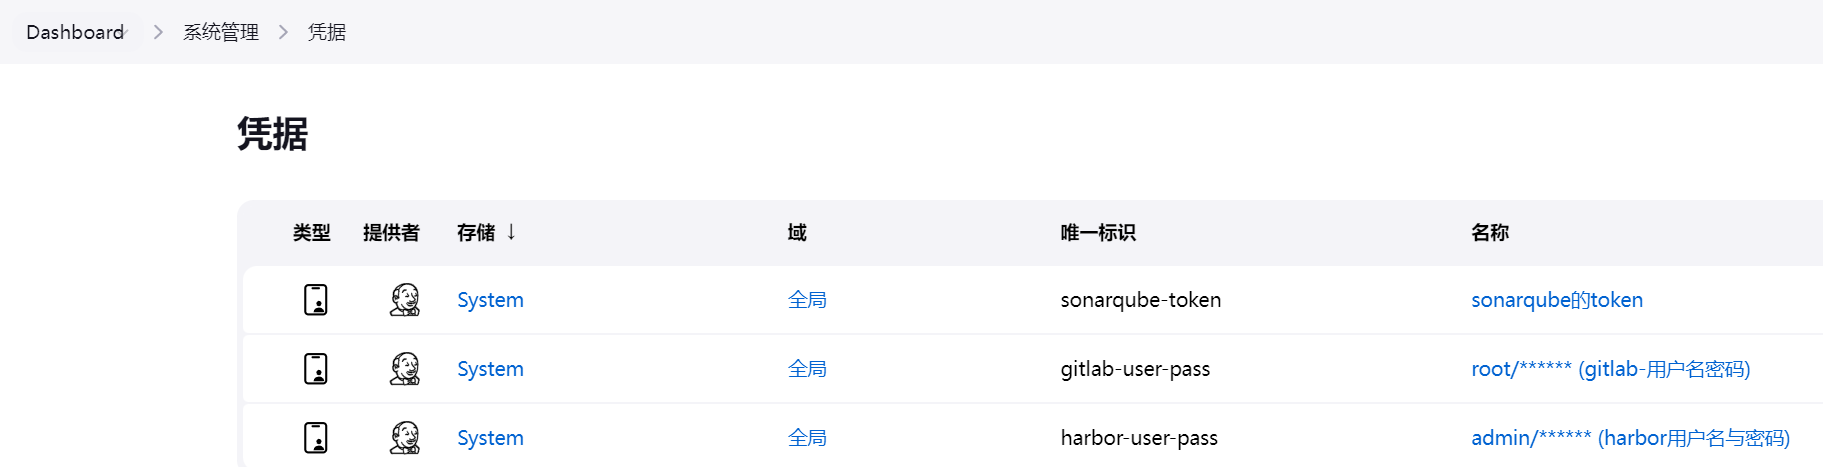 Dashboard > 系统管理 > 凭据
凭据
类型 提供者 存储 ↓ 域 唯一标识 名称
System 全局 sonarqube-token sonarqube的token
System 全局 gitlab-user-pass root/****** (gitlab-用户名密码)
System 全局 harbor-user-pass admin/****** (harbor用户名与密码)